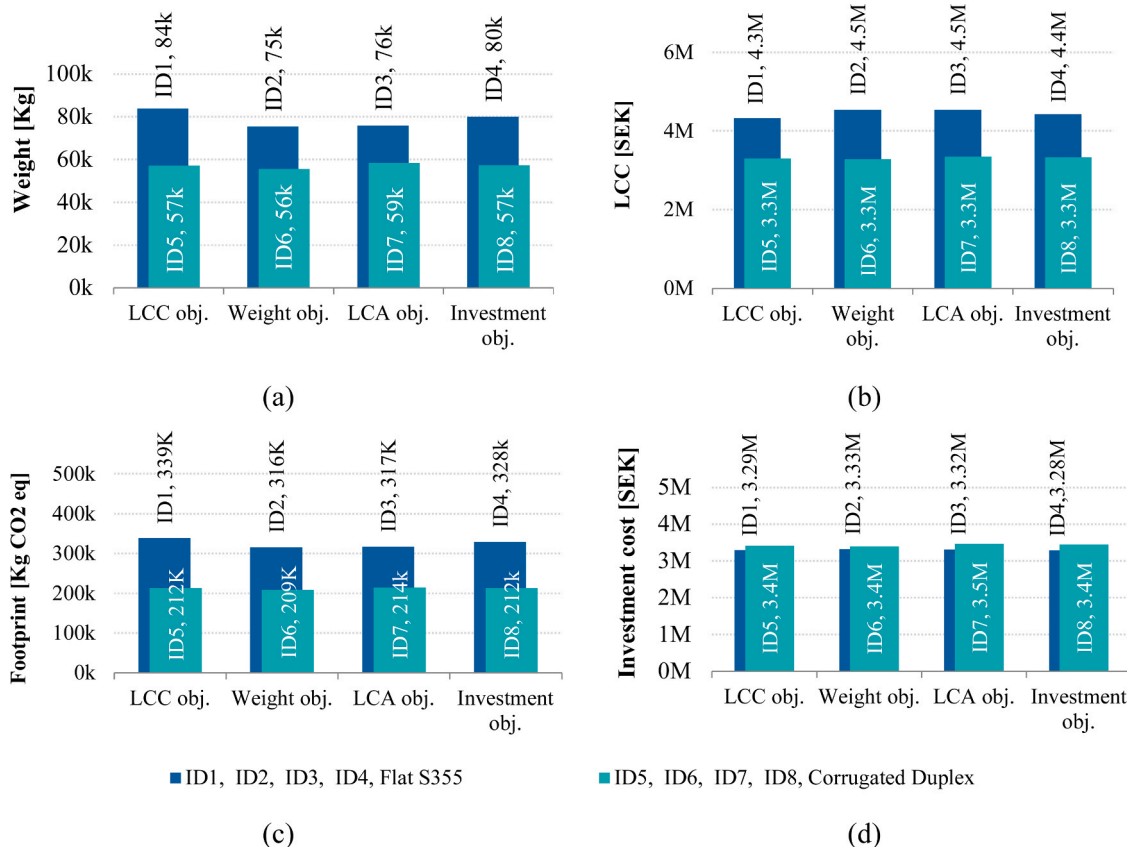 Weight [Kg]
100k
80k
60k
40k
20k
0k
ID1, 84k
ID2, 75k
ID3, 76k
ID4, 80k
ID5, 57k
ID6, 56k
ID7, 59k
ID8, 57k
LCC obj.
Weight obj.
LCA obj.
Investment
obj.
(a)
LCC [SEK]
6M
4M
2M
0M
ID1, 4.3M
ID2, 4.5M
ID3, 4.5M
ID4, 4.4M
ID5, 3.3M
ID6, 3.3M
ID7, 3.3M
ID8, 3.3M
LCC obj.
Weight
obj.
LCA obj.
Investment
obj.
(b)
Footprint [Kg CO2 eq]
500k
400k
300k
200k
100k
0k
ID1, 339K
ID2, 316K
ID3, 317K
ID4, 328k
ID5, 212K
ID6, 209K
ID7, 214k
ID8, 212k
LCC obj.
Weight obj.
LCA obj.
Investment
obj.
Investment cost [SEK]
5M
4M
3M
2M
1M
0M
ID1, 3.29M
ID2, 3.33M
ID3, 3.32M
ID4,3.28M
ID5, 3.4M
ID6, 3.4M
ID7, 3.5M
ID8, 3.4M
LCC obj.
Weight obj.
LCA obj.
Investment
obj.
ID1, ID2, ID3, ID4, Flat S355
ID5, ID6, ID7, ID8, Corrugated Duplex
(c)
(d)